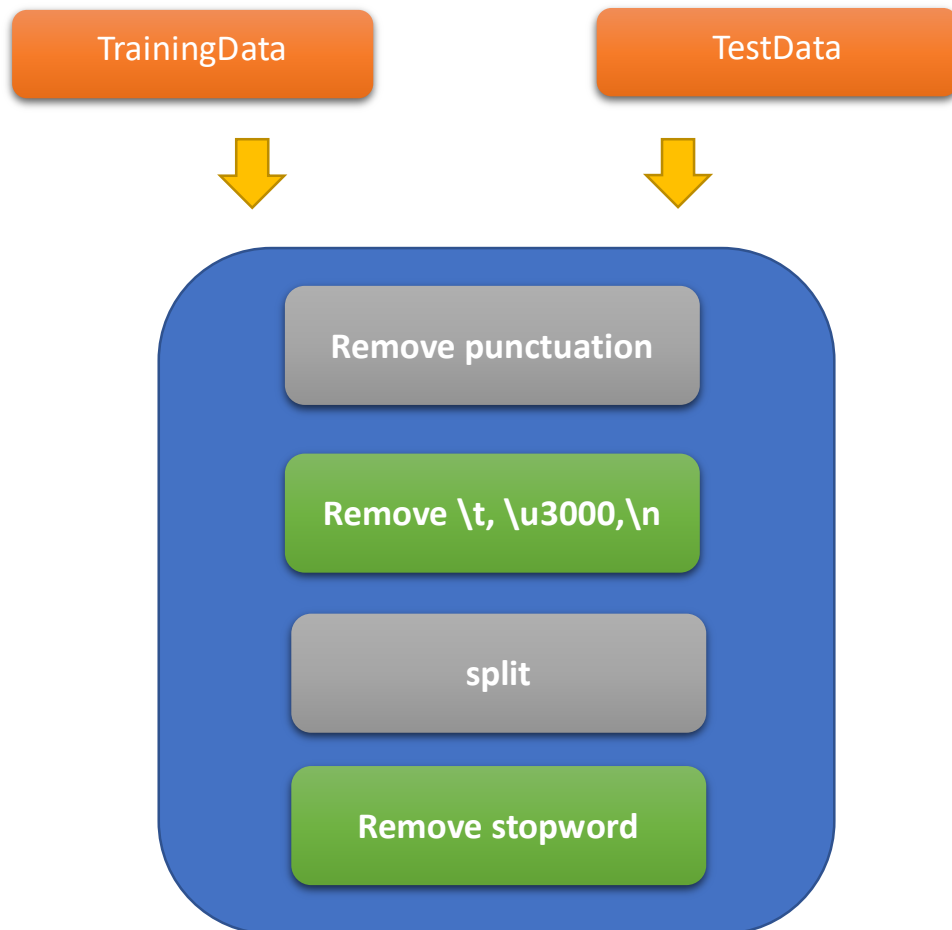 TrainingData
TestData
Remove punctuation
Remove \t, \u3000,\n
split
Remove stopword